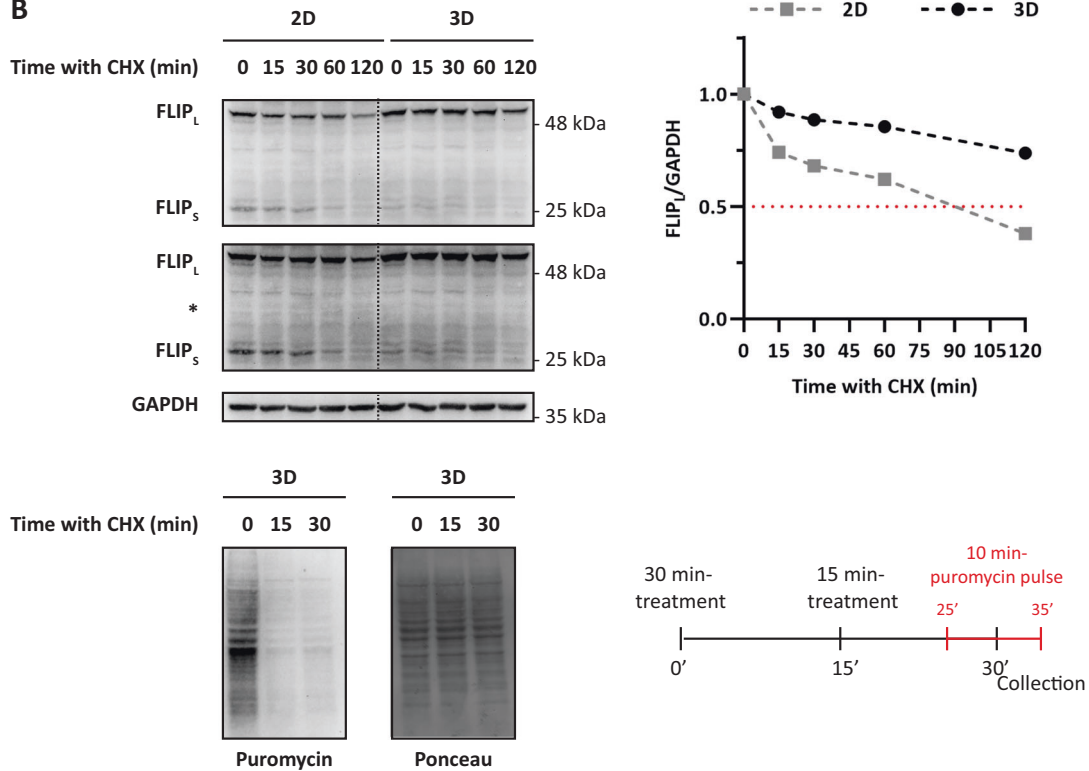 B
2D 3D
Time with CHX (min) 0 15 30 60 120 0 15 30 60 120
FLIPL
48 kDa
FLIPS
25 kDa
FLIPL
48 kDa
*
FLIPS
25 kDa
GAPDH
35 kDa
2D 3D
FLIPL/GAPDH
1.0
0.5
0.0
0 15 30 45 60 75 90 105 120
Time with CHX (min)
3D 3D
Time with CHX (min) 0 15 30 0 15 30
Puromycin Ponceau
30 min-
treatment
15 min-
treatment
10 min-
puromycin pulse
25’ 35’
0’ 15’ 30’
Collection